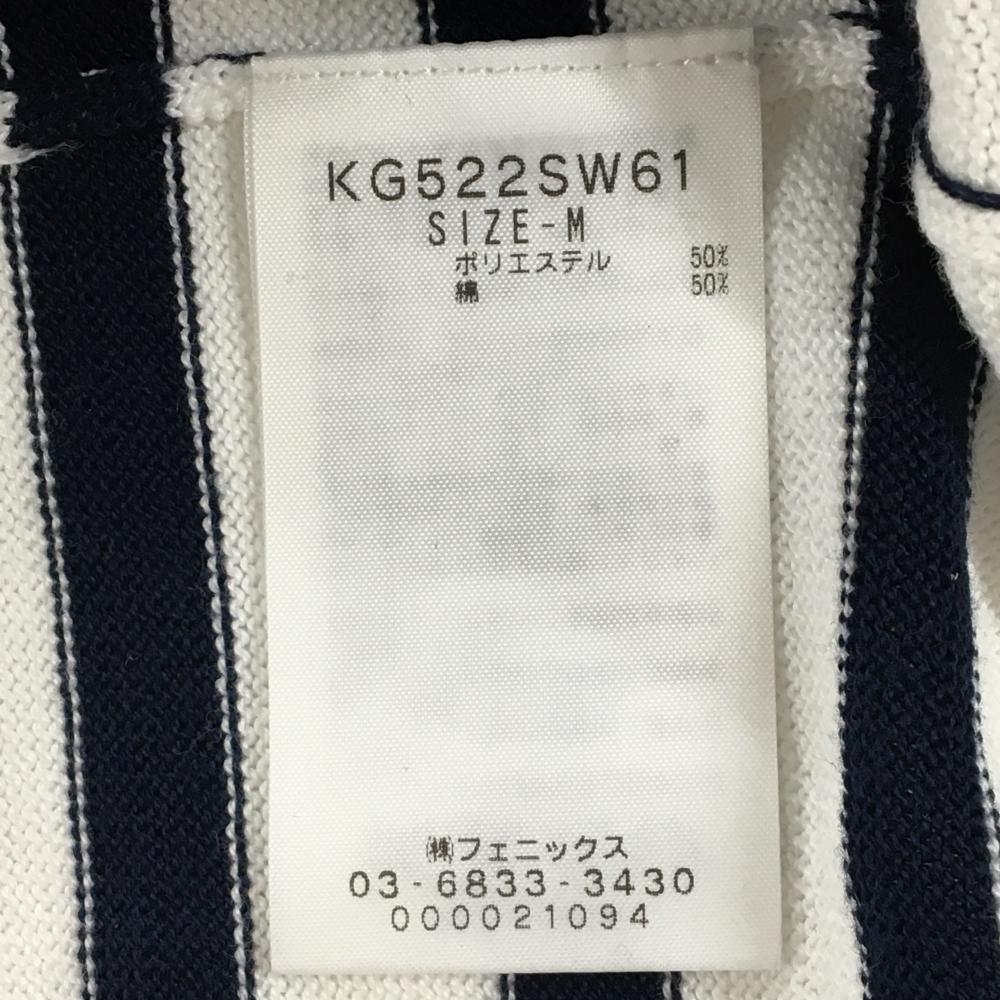 KG522SW61
SIZE-M
ポリエステル 50%
綿 50%
㈱フェニックス
03-6833-3430
000021094